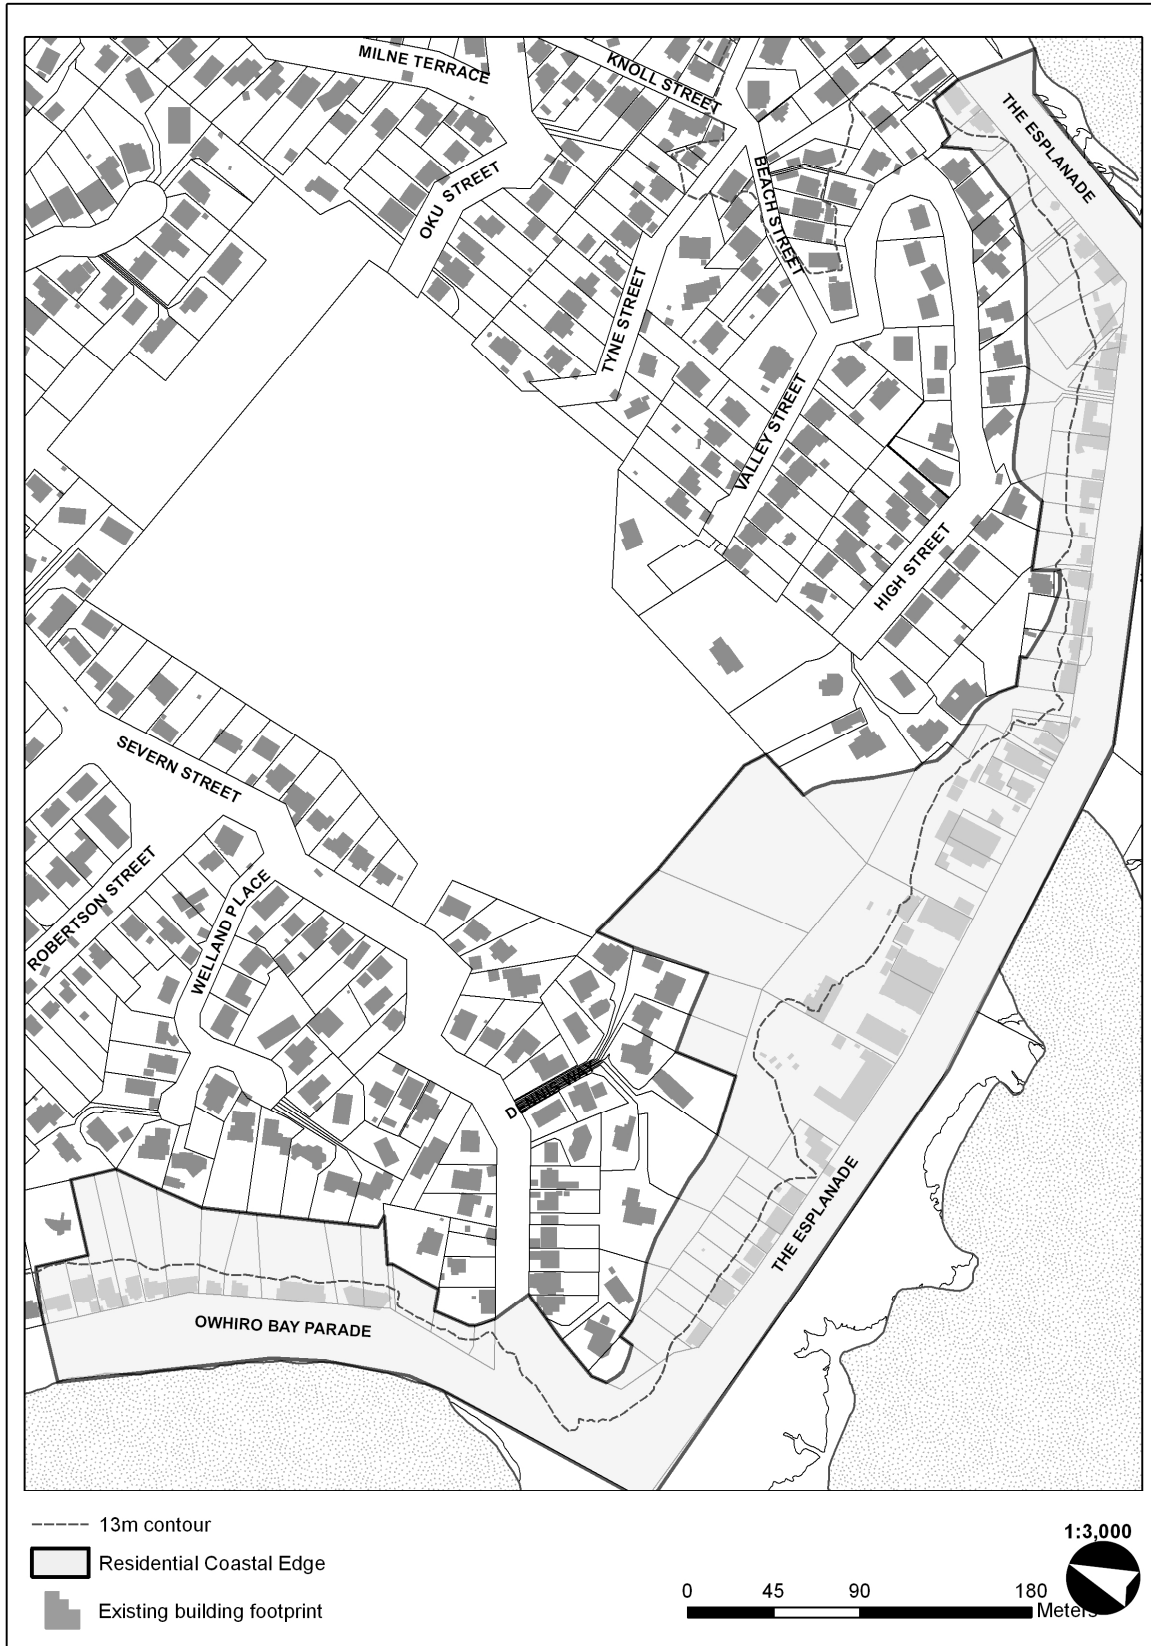 MILNE TERRACE
KNOLL STREET
THE ESPLANADE
OKU STREET
BEACH STREET
TYNE STREET
VALLEY STREET
HIGH STREET
SEVERN STREET
ROBERTSON STREET
WELLAND PLACE
DENNIS WAY
THE ESPLANADE
OWHIRO BAY PARADE
13m contour
Residential Coastal Edge
Existing building footprint
1:3,000
0 45 90 180
Meters